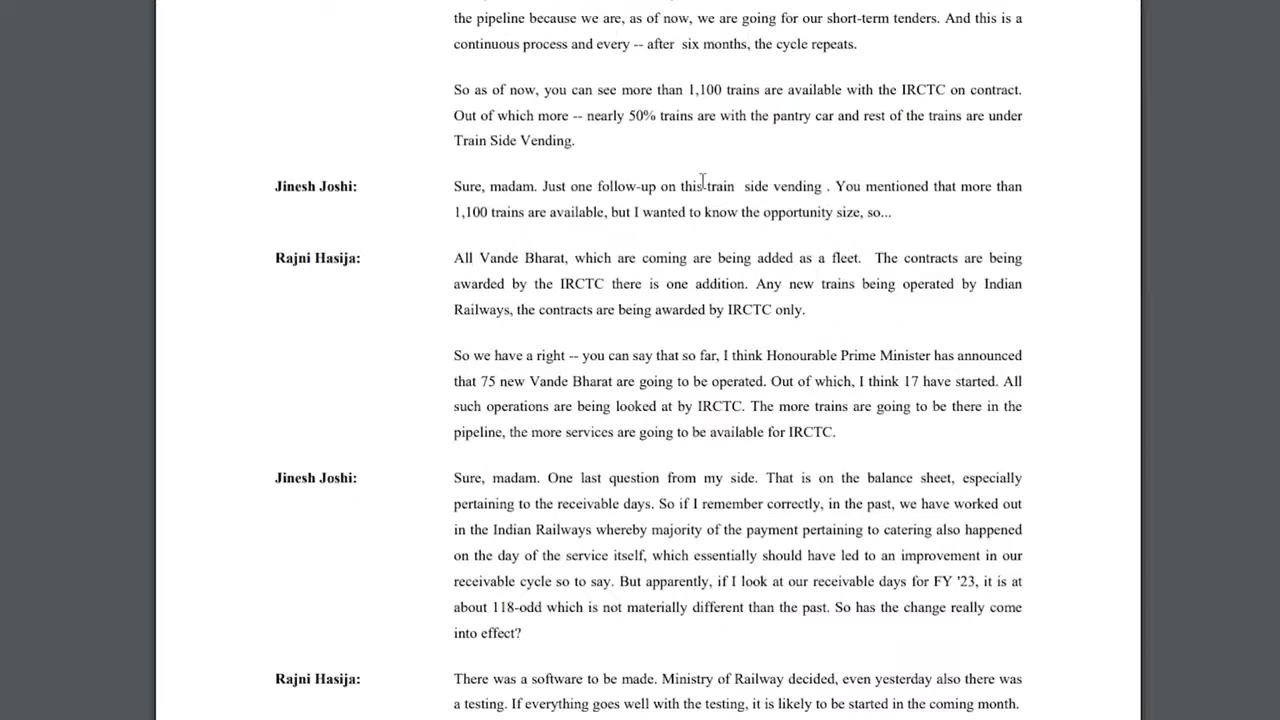 the pipeline because we are, as of now, we are going for our short-term tenders. And this is a
continuous process and every -- after six months, the cycle repeats.
So as of now, you can see more than 1,100 trains are available with the IRCTC on contract.
Out of which more -- nearly 50% trains are with the pantry car and rest of the trains are under
Train Side Vending.
Jinesh Joshi: Sure, madam. Just one follow-up on this train side vending . You mentioned that more than
1,100 trains are available, but I wanted to know the opportunity size, so...
Rajni Hasija: All Vande Bharat, which are coming are being added as a fleet. The contracts are being
awarded by the IRCTC there is one addition. Any new trains being operated by Indian
Railways, the contracts are being awarded by IRCTC only.
So we have a right -- you can say that so far, I think Honourable Prime Minister has announced
that 75 new Vande Bharat are going to be operated. Out of which, I think 17 have started. All
such operations are being looked at by IRCTC. The more trains are going to be there in the
pipeline, the more services are going to be available for IRCTC.
Jinesh Joshi: Sure, madam. One last question from my side. That is on the balance sheet, especially
pertaining to the receivable days. So if I remember correctly, in the past, we have worked out
in the Indian Railways whereby majority of the payment pertaining to catering also happened
on the day of the service itself, which essentially should have led to an improvement in our
receivable cycle so to say. But apparently, if I look at our receivable days for FY '23, it is at
about 118-odd which is not materially different than the past. So has the change really come
into effect?
Rajni Hasija: There was a software to be made. Ministry of Railway decided, even yesterday also there was
a testing. If everything goes well with the testing, it is likely to be started in the coming month.